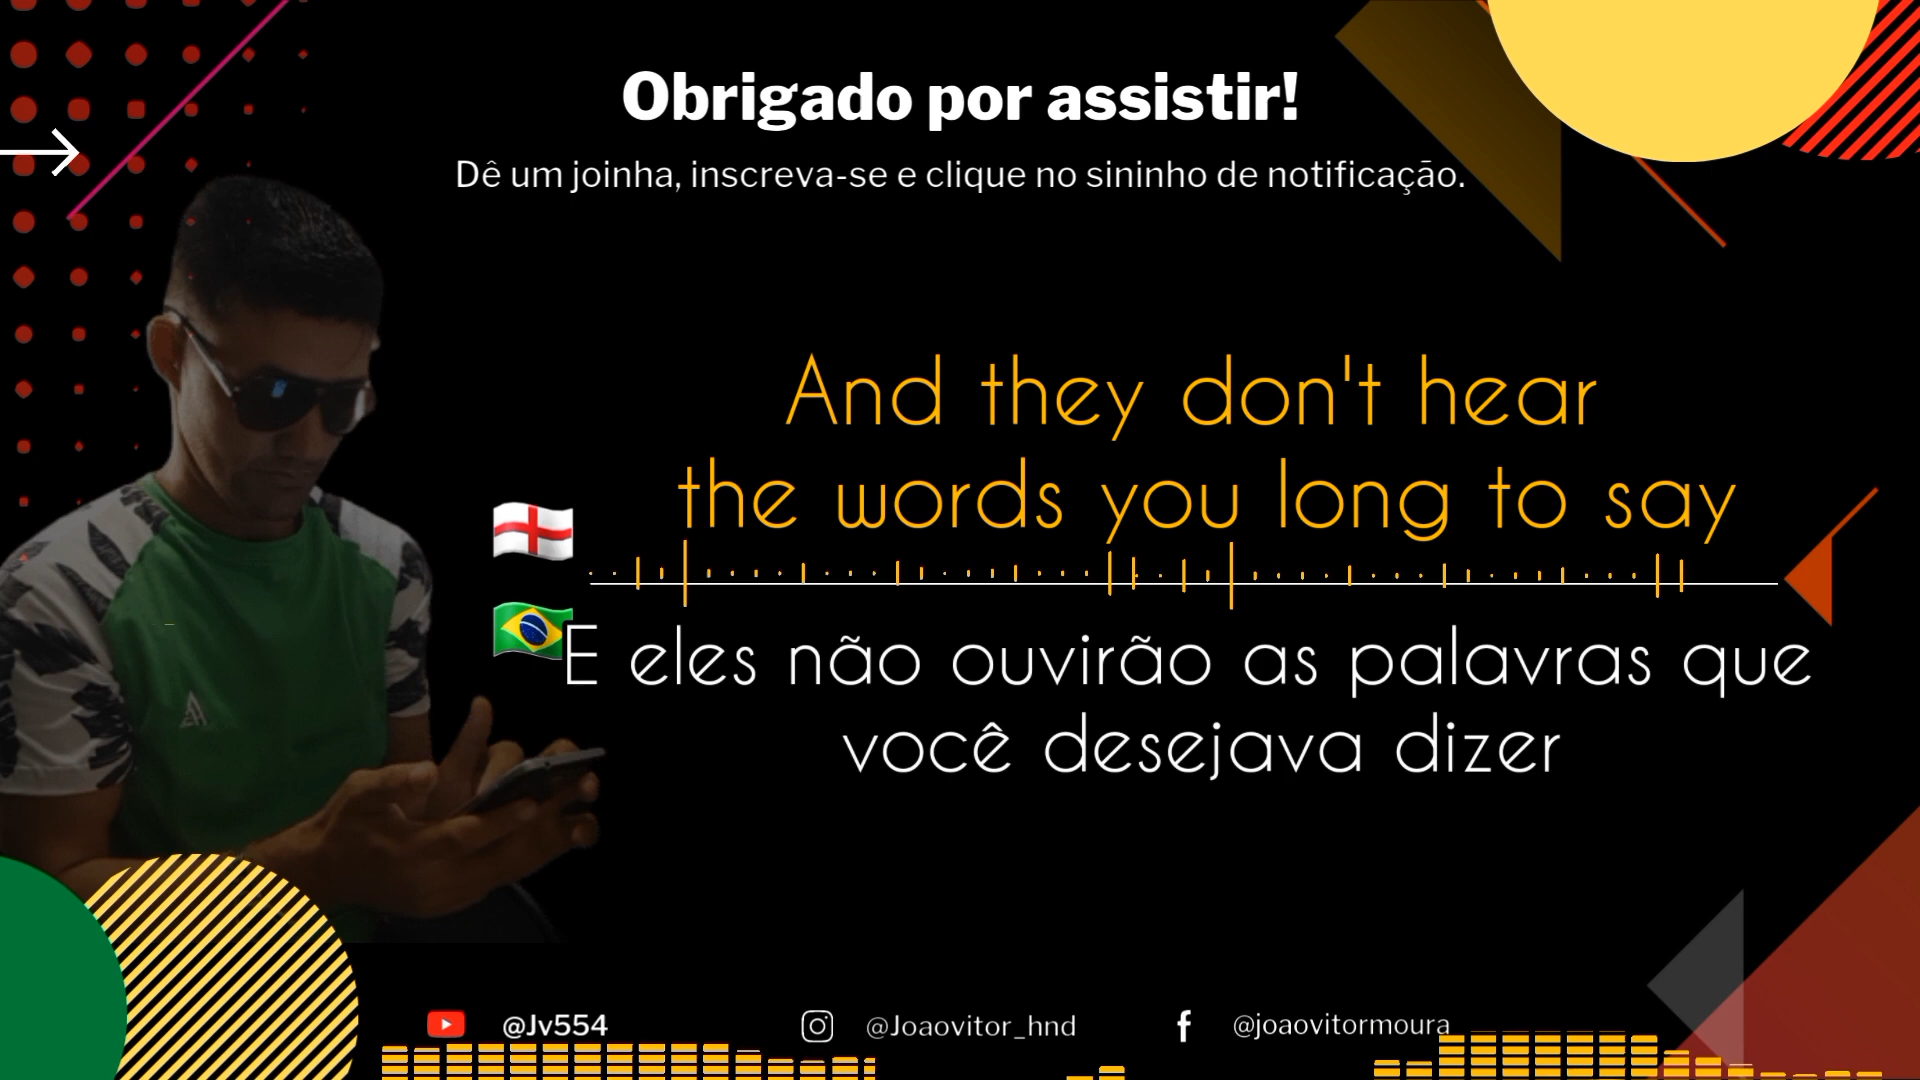 Obrigado por assistir!
Dê um joinha, inscreva-se e clique no sininho de notificação.
And they don't hear
the words you long to say
E eles não ouvirão as palavras que
você desejava dizer
@Jv554
@Joaovitor_hnd
@joaovitormoura